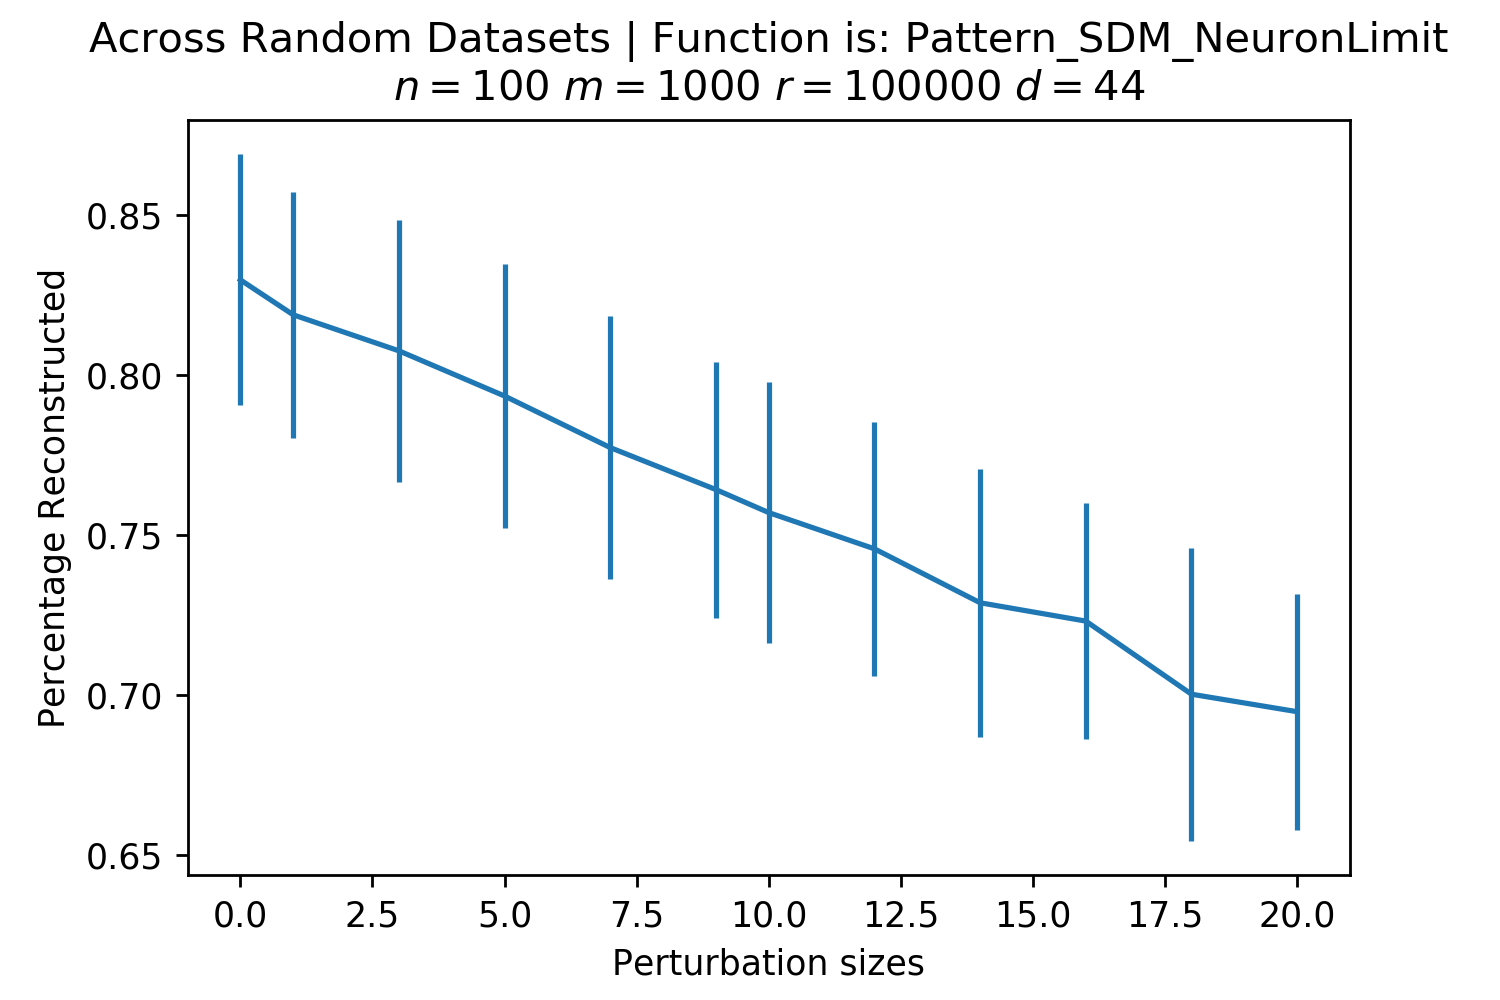 Across Random Datasets | Function is: Pattern_SDM_NeuronLimit
n = 100 m = 1000 r = 100000 d = 44
Percentage Reconstructed
0.85
0.80
0.75
0.70
0.65
0.0 2.5 5.0 7.5 10.0 12.5 15.0 17.5 20.0
Perturbation sizes